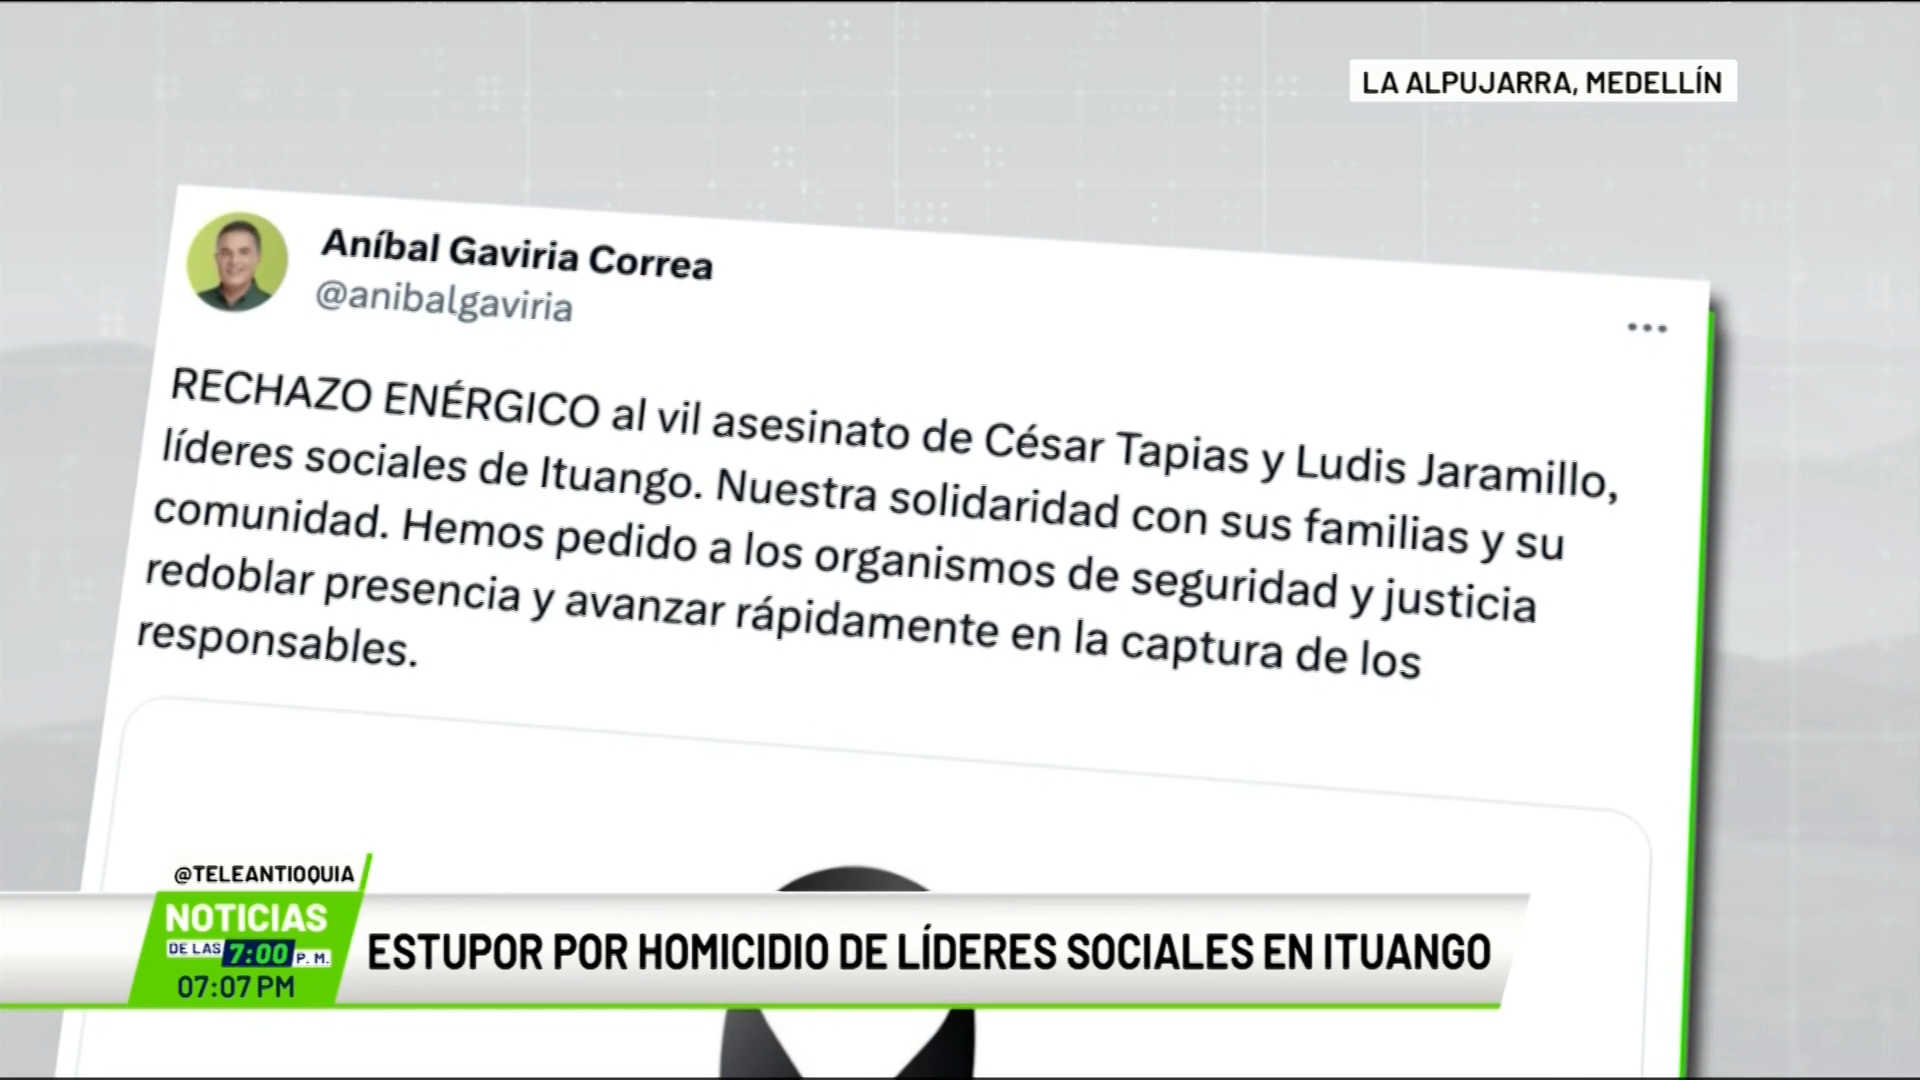 LA ALPUJARRA, MEDELLÍN
Aníbal Gaviria Correa
@anibalgaviria
RECHAZO ENÉRGICO al vil asesinato de César Tapias y Ludis Jaramillo,
líderes sociales de Ituango. Nuestra solidaridad con sus familias y su
comunidad. Hemos pedido a los organismos de seguridad y justicia
redoblar presencia y avanzar rápidamente en la captura de los
responsables.
@TELEANTIOQUIA
NOTICIAS
DE LAS 7:00 P. M.
07:07 PM
ESTUPOR POR HOMICIDIO DE LÍDERES SOCIALES EN ITUANGO